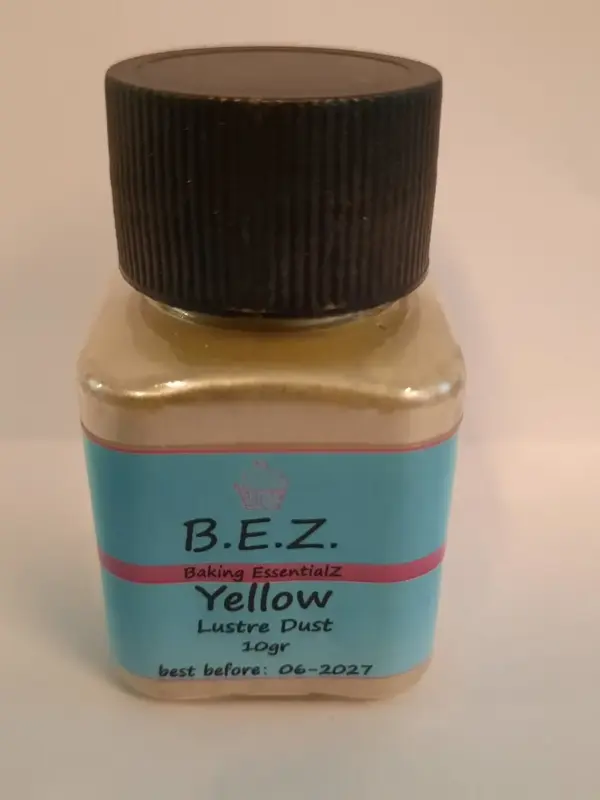 B.E.Z.
Baking EssentialZ
Yellow
Lustre Dust
10gr
best before: 06-2027